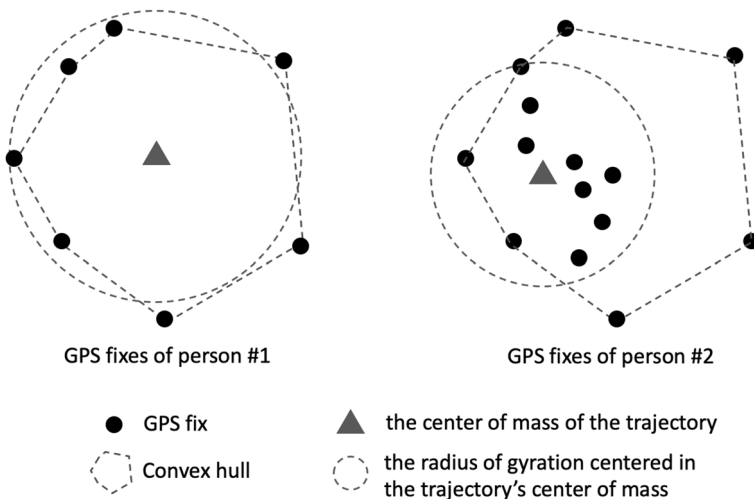 GPS fixes of person #1
GPS fixes of person #2
GPS fix
the center of mass of the trajectory
Convex hull
the radius of gyration centered in
the trajectory's center of mass